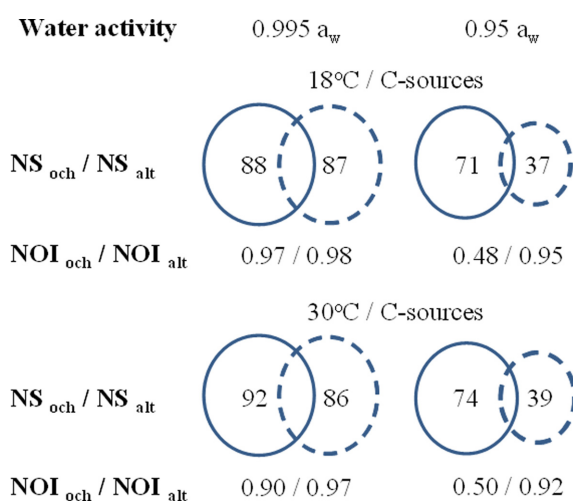 Water activity 0.995 aw 0.95 aw
18°C / C-sources
NS och / NS alt 88 87 71 37
NOI och / NOI alt 0.97 / 0.98 0.48 / 0.95
30°C / C-sources
NS och / NS alt 92 86 74 39
NOI och / NOI alt 0.90 / 0.97 0.50 / 0.92